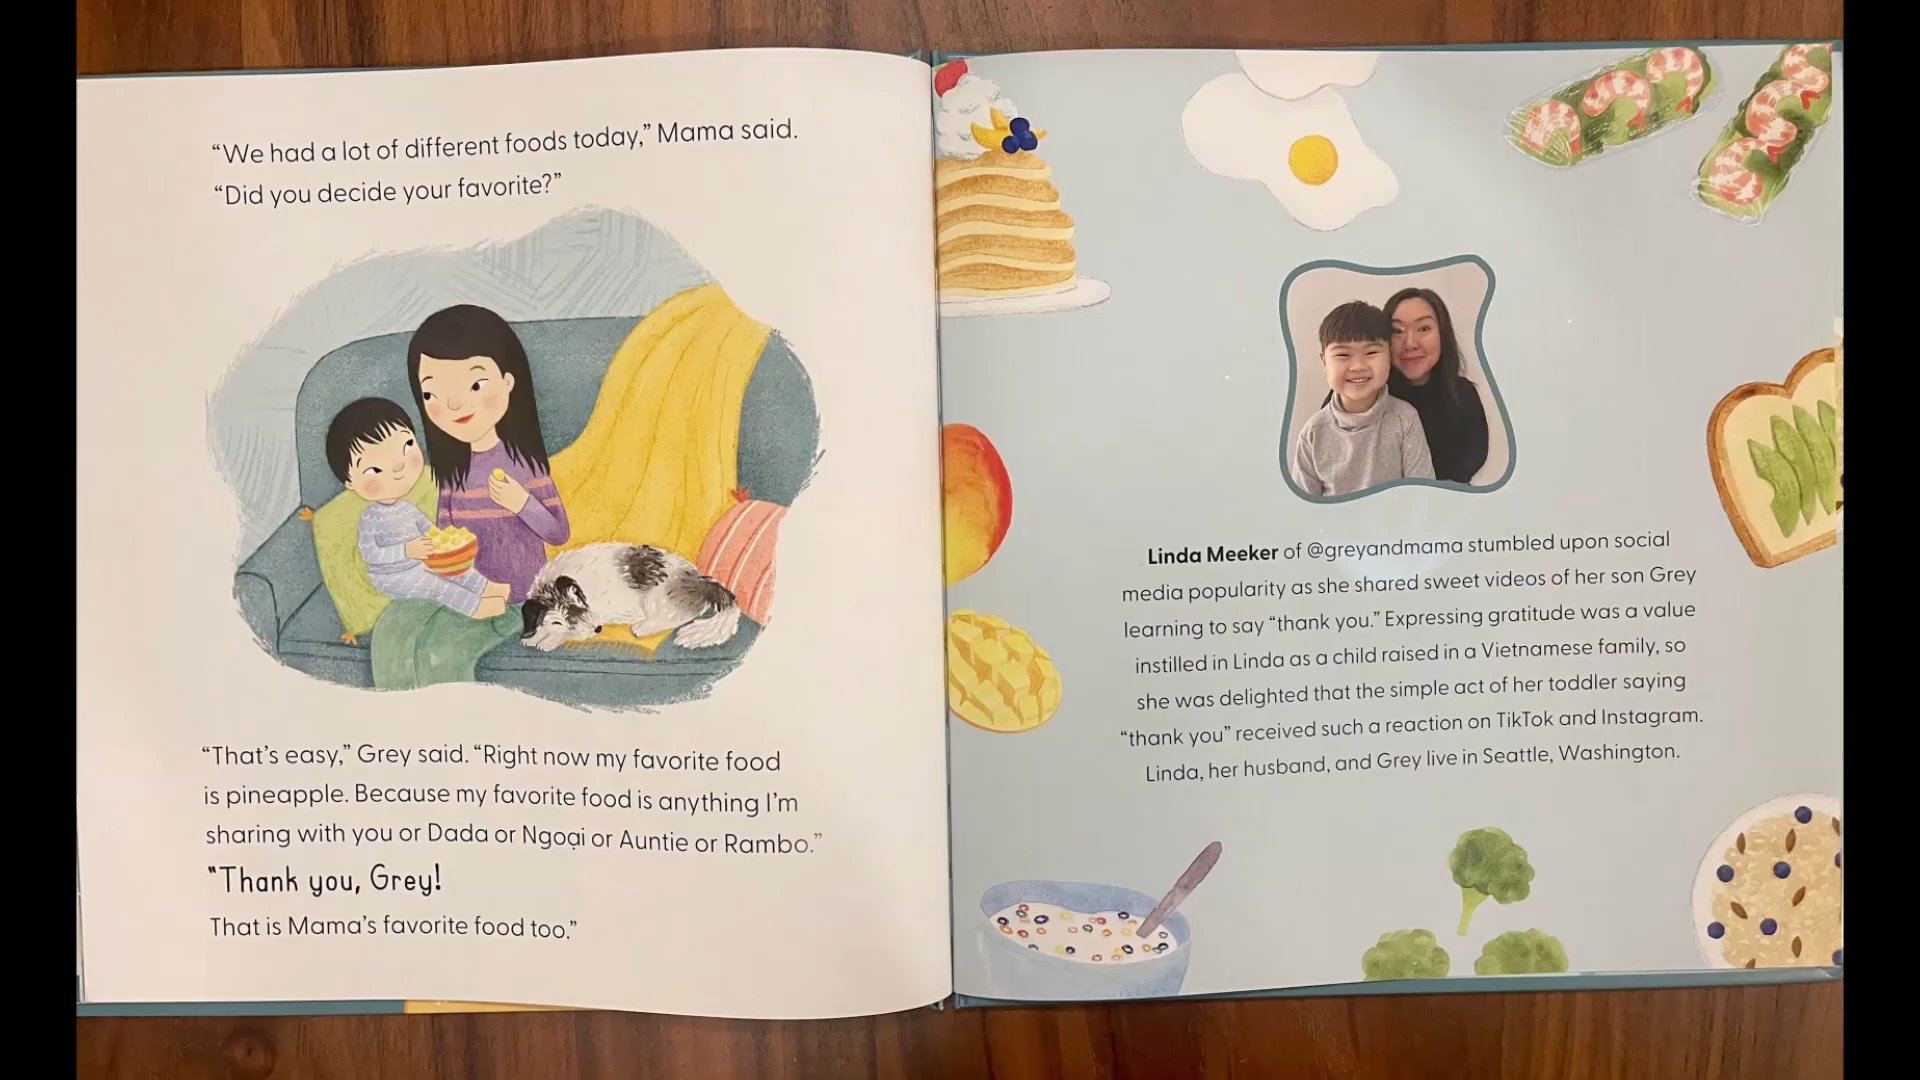 “We had a lot of different foods today,” Mama said.
“Did you decide your favorite?”
“That’s easy,” Grey said. “Right now my favorite food
is pineapple. Because my favorite food is anything I’m
sharing with you or Dada or Ngoại or Auntie or Rambo.”
“Thank you, Grey!
That is Mama’s favorite food too.”
Linda Meeker of @greyandmama stumbled upon social
media popularity as she shared sweet videos of her son Grey
learning to say “thank you.” Expressing gratitude was a value
instilled in Linda as a child raised in a Vietnamese family, so
she was delighted that the simple act of her toddler saying
“thank you” received such a reaction on TikTok and Instagram.
Linda, her husband, and Grey live in Seattle, Washington.